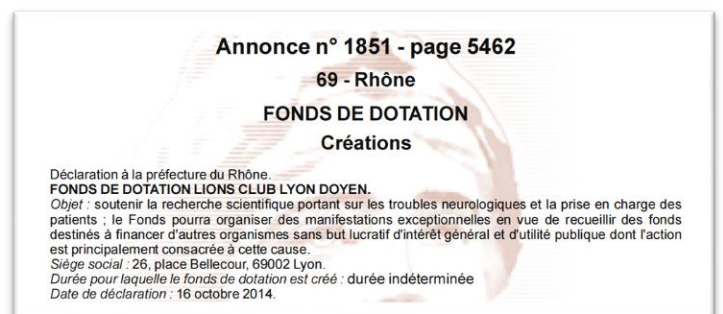 Annonce n° 1851 - page 5462
69 - Rhône
FONDS DE DOTATION
Créations
Déclaration à la préfecture du Rhône.
FONDS DE DOTATION LIONS CLUB LYON DOYEN.
Objet : soutenir la recherche scientifique portant sur les troubles neurologiques et la prise en charge des
patients ; le Fonds pourra organiser des manifestations exceptionnelles en vue de recueillir des fonds
destinés à financer d'autres organismes sans but lucratif d'intérêt général et d'utilité publique dont l'action
est principalement consacrée à cette cause.
Siège social : 26, place Bellecour, 69002 Lyon.
Durée pour laquelle le fonds de dotation est créé : durée indéterminée
Date de déclaration : 16 octobre 2014.